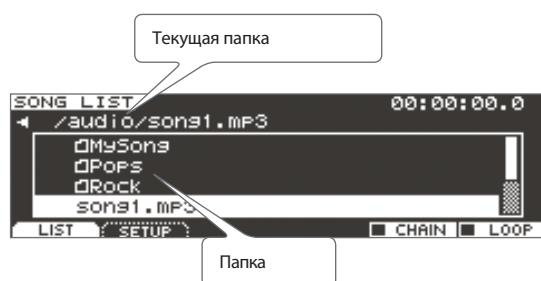 Текущая папка
SONG LIST 00:00:00.0
/audio/song1.mp3
MySong
Pops
Rock
song1.mp3
LIST SETUP CHAIN LOOP
Папка